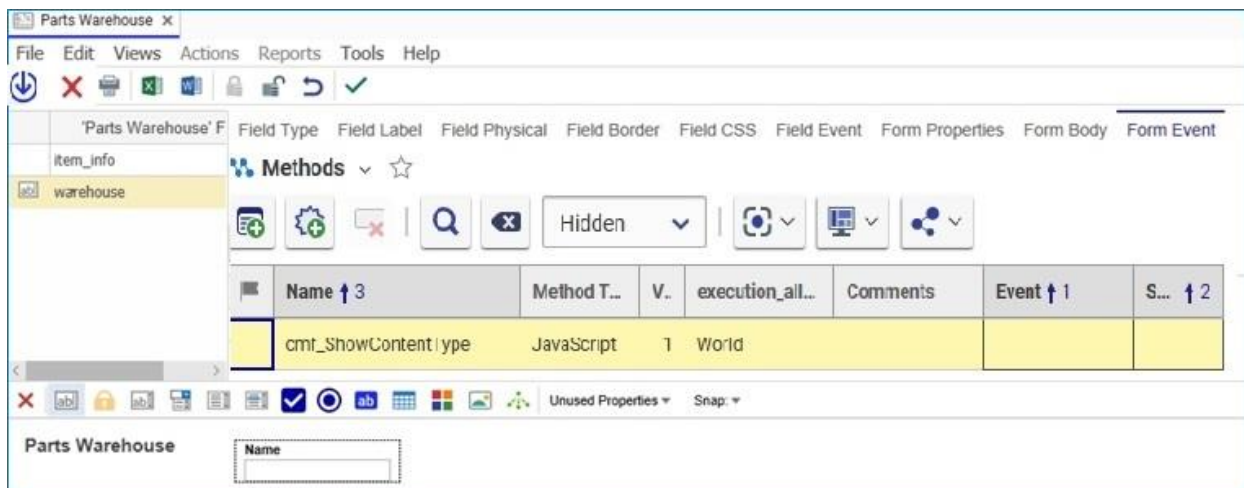 Parts Warehouse ×
File Edit Views Actions Reports Tools Help
'Parts Warehouse' F
Field Type Field Label Field Physical Field Border Field CSS Field Event Form Properties Form Body Form Event
item_info
warehouse
Methods
Hidden
Name 3 Method T... V.. execution_all... Comments Event 1 S... 2
cmf_ShowContentType JavaScript 1 World
Unused Properties Snap:
Parts Warehouse
Name